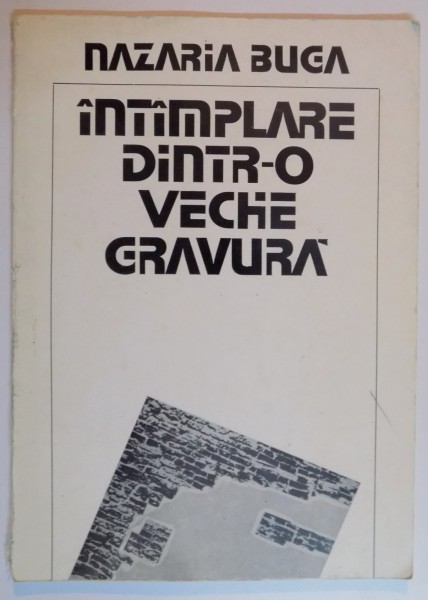 NAZARIA BUGA
ÎNTÎMPLARE
DINTR-O
VECHE
GRAVURĂ